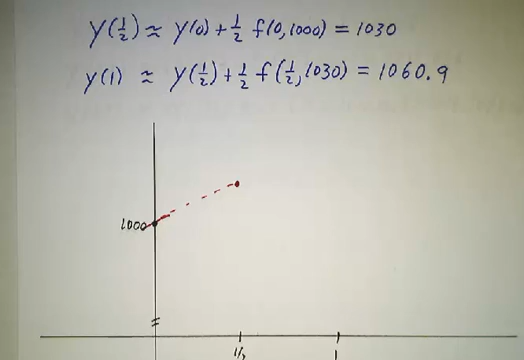 y(1/2) ≈ y(0) + 1/2 f(0, 1000) = 1030
y(1) ≈ y(1/2) + 1/2 f(1/2, 1030) = 1060.9
1000
1/2
1